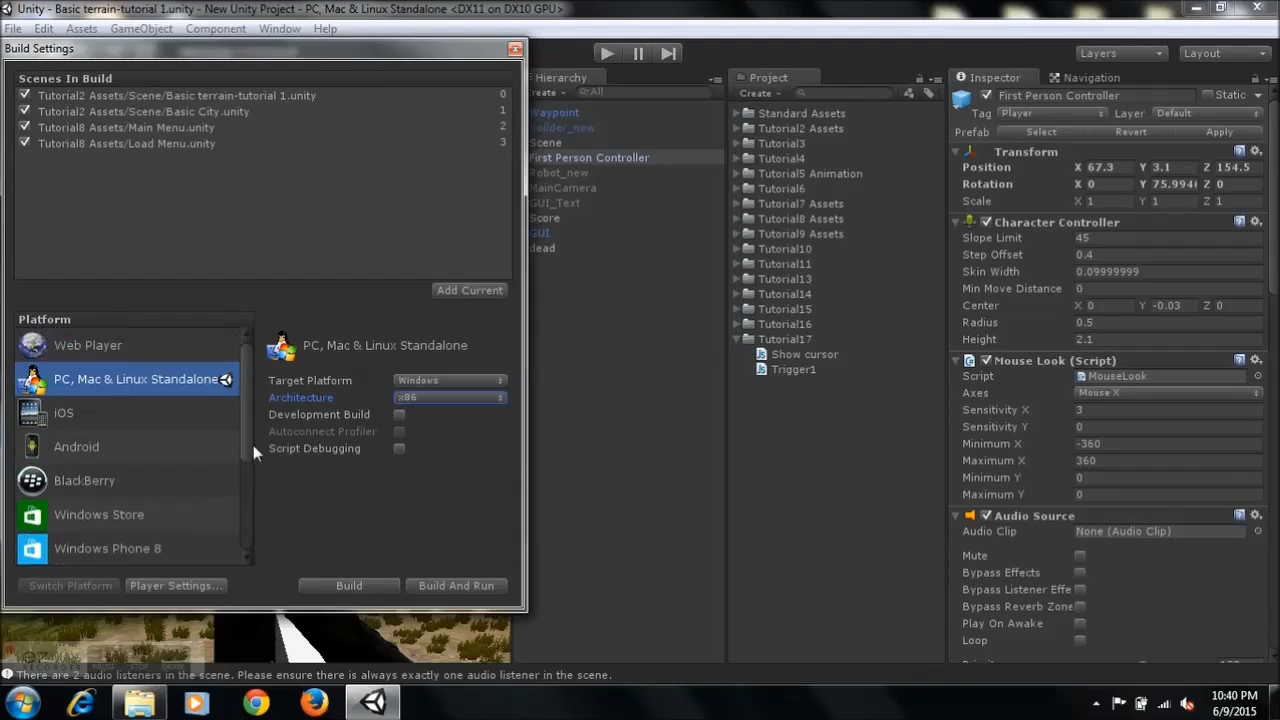 Unity - Basic terrain-tutorial 1.unity - New Unity Project - PC, Mac & Linux Standalone <DX11 on DX10 GPU>
File Edit Assets GameObject Component Window Help
Build Settings
Scenes In Build
Tutorial2 Assets/Scene/Basic terrain-tutorial 1.unity 0
Tutorial2 Assets/Scene/Basic City.unity 1
Tutorial8 Assets/Main Menu.unity 2
Tutorial8 Assets/Load Menu.unity 3
Add Current
Platform
Web Player
PC, Mac & Linux Standalone
iOS
Android
BlackBerry
Windows Store
Windows Phone 8
PC, Mac & Linux Standalone
Target Platform Windows
Architecture x86
Development Build
Autoconnect Profiler
Script Debugging
Switch Platform Player Settings... Build Build And Run
Layers Layout
Hierarchy
All
Waypoint
Scene
First Person Controller
Robot_new
MainCamera
GUI_Text
Score
GUI
dead
Project
Create
Standard Assets
Tutorial2 Assets
Tutorial3
Tutorial4
Tutorial5 Animation
Tutorial6
Tutorial7 Assets
Tutorial8 Assets
Tutorial9 Assets
Tutorial10
Tutorial11
Tutorial13
Tutorial14
Tutorial15
Tutorial16
Tutorial17
Show cursor
Trigger1
Inspector Navigation
First Person Controller Static
Tag Player Layer Default
Prefab Select Revert Apply
Transform
Position X 67.3 Y 3.1 Z 154.5
Rotation X 0 Y 75.994 Z 0
Scale X 1 Y 1 Z 1
Character Controller
Slope Limit 45
Step Offset 0.4
Skin Width 0.09999999
Min Move Distance 0
Center X 0 Y -0.03 Z 0
Radius 0.5
Height 2.1
Mouse Look (Script)
Script MouseLook
Axes Mouse X
Sensitivity X 3
Sensitivity Y 0
Minimum X -360
Maximum X 360
Minimum Y 0
Maximum Y 0
Audio Source
Audio Clip None (Audio Clip)
Mute
Bypass Effects
Bypass Listener Effe
Bypass Reverb Zone
Play On Awake
Loop
There are 2 audio listeners in the scene. Please ensure there is always exactly one audio listener in the scene.
10:40 PM
6/9/2015